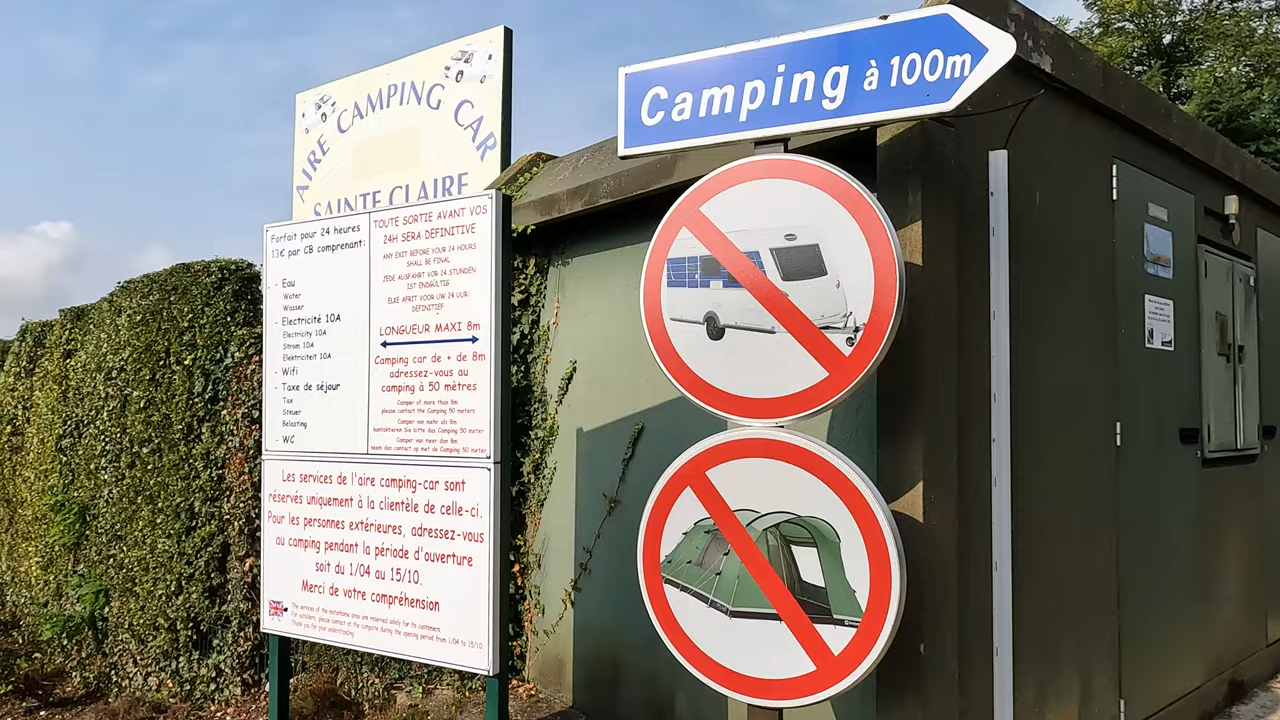 AIRE CAMPING CAR
SAINTE CLAIRE
Forfait pour 24 heures
13€ par CB comprenant:
- Eau
Water
Wasser
- Electricité 10A
Electricity 10A
Strom 10A
Elektriciteit 10A
- Wifi
- Taxe de séjour
Tax
Steuer
Belasting
- WC
TOUTE SORTIE AVANT VOS
24H SERA DEFINITIVE
ANY EXIT BEFORE YOUR 24 HOURS
SHALL BE FINAL
JEDE AUSFAHRT VOR 24 STUNDEN
IST ENDGÜLTIG
ELKE AFRIT VOOR UW 24 UUR:
DEFINITIEF
LONGUEUR MAXI 8m
Camping car de + de 8m
adressez-vous au
camping à 50 mètres
Camper of more than 8m
please contact the Camping 50 meters
Camper van mehr als 8m
kontaktieren Sie bitte das Camping 50 meter
Camper van meer dan 8m
neem dan contact op met de Camping 50 meter
Les services de l'aire camping-car sont
réservés uniquement à la clientèle de celle-ci.
Pour les personnes extérieures, adressez-vous
au camping pendant la période d'ouverture
soit du 1/04 au 15/10.
Merci de votre compréhension
The services of the motorhome area are reserved solely for its customers
For outsiders, please contact at the campsite during the opening period from 1/04 to 15/10.
Thank you for your understanding
Camping à 100m